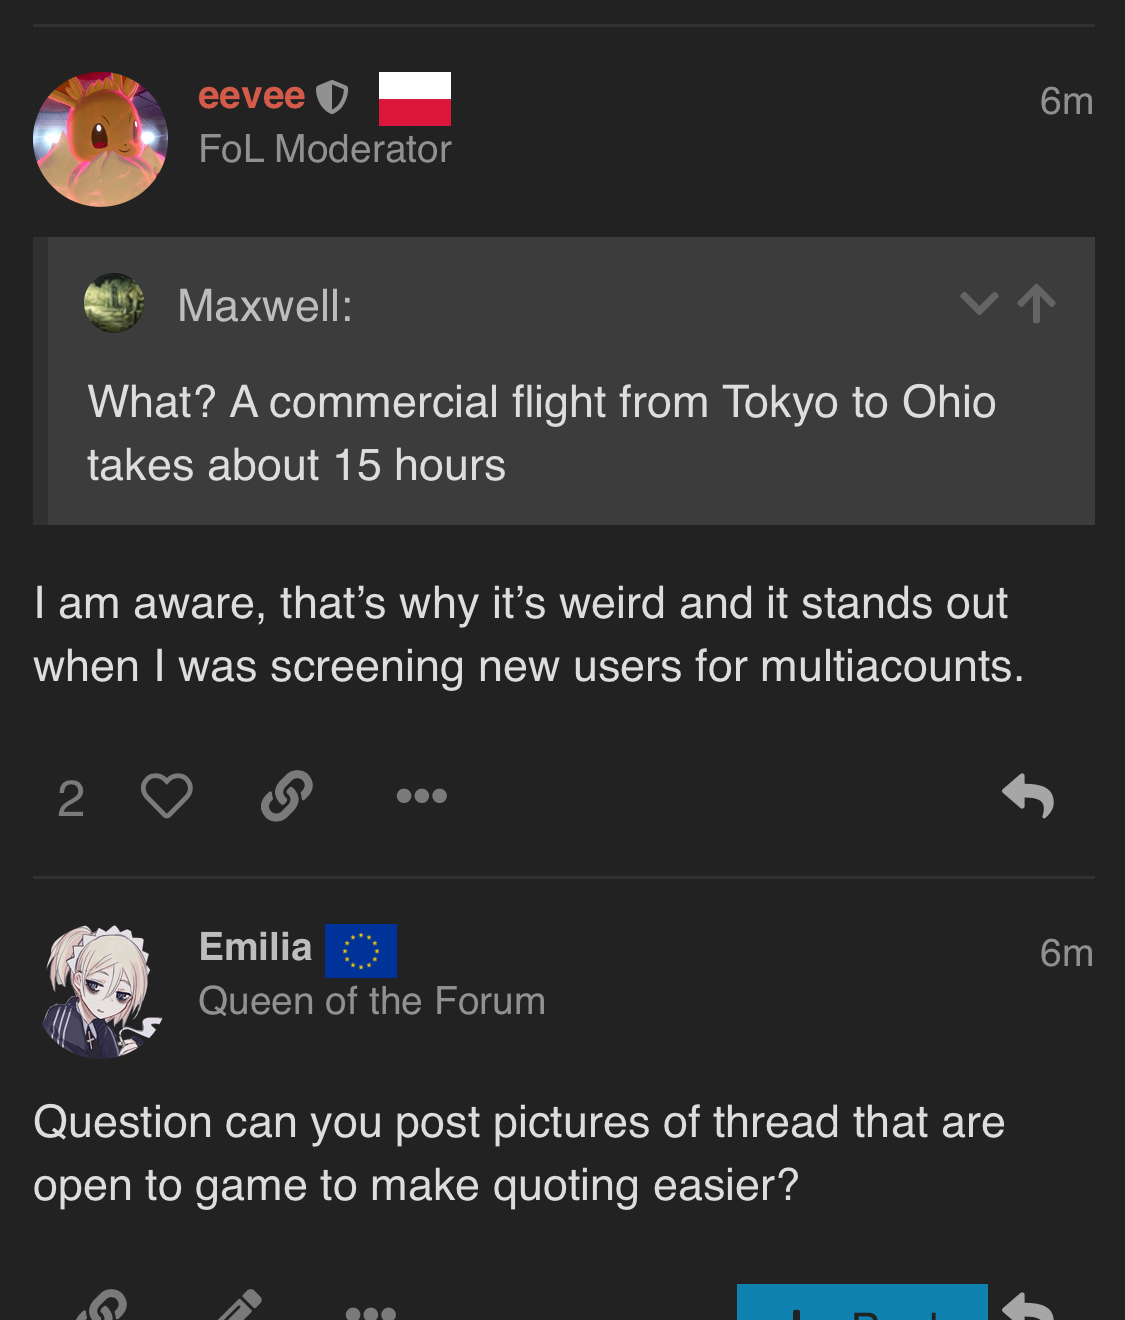 eevee
6m
FoL Moderator
Maxwell:
What? A commercial flight from Tokyo to Ohio
takes about 15 hours
I am aware, that’s why it’s weird and it stands out
when I was screening new users for multiacounts.
2
Emilia
6m
Queen of the Forum
Question can you post pictures of thread that are
open to game to make quoting easier?